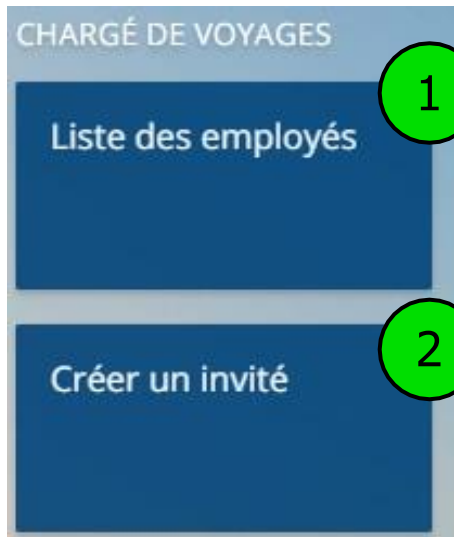 CHARGÉ DE VOYAGES
1
Liste des employés
2
Créer un invité